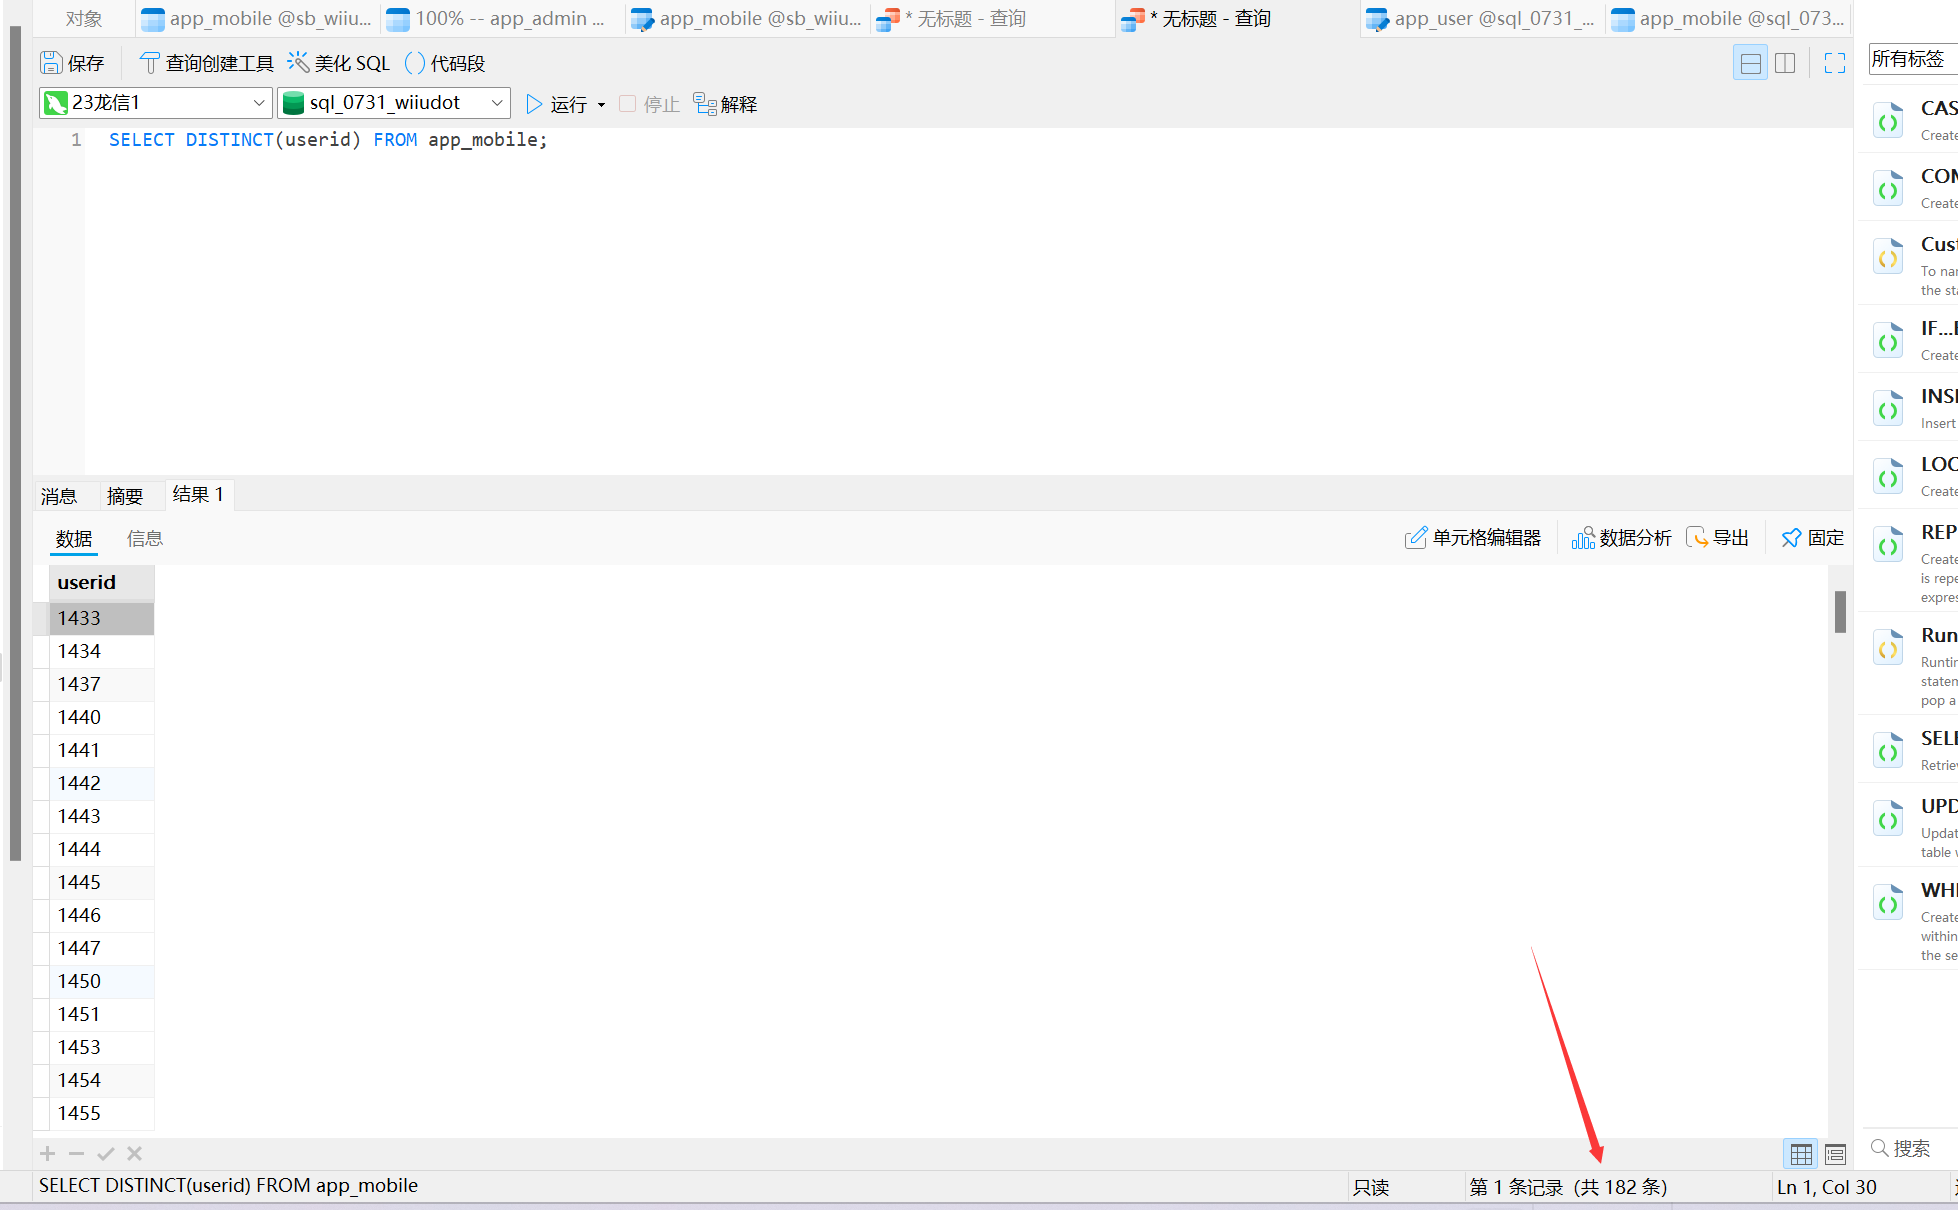 对象
app_mobile @sb_wiiu...
100% -- app_admin ...
app_mobile @sb_wiiu...
* 无标题 - 查询
* 无标题 - 查询
app_user @sql_0731_...
app_mobile @sql_073...
保存
查询创建工具
美化 SQL
代码段
所有标签
23龙信1
sql_0731_wiiudot
运行
停止
解释
1 SELECT DISTINCT(userid) FROM app_mobile;
消息
摘要
结果 1
数据
信息
单元格编辑器
数据分析
导出
固定
userid
1433
1434
1437
1440
1441
1442
1443
1444
1445
1446
1447
1450
1451
1453
1454
1455
CAS
Create
COM
Create
Cust
To nam
the sta
IF...E
Create
INSE
Insert
LOO
Create
REP
Create
is repe
expres
Run
Runtin
statem
pop a
SELE
Retriev
UPD
Updat
table w
WHI
Create
within
the se
搜索
SELECT DISTINCT(userid) FROM app_mobile
只读
第 1 条记录 (共 182 条)
Ln 1, Col 30